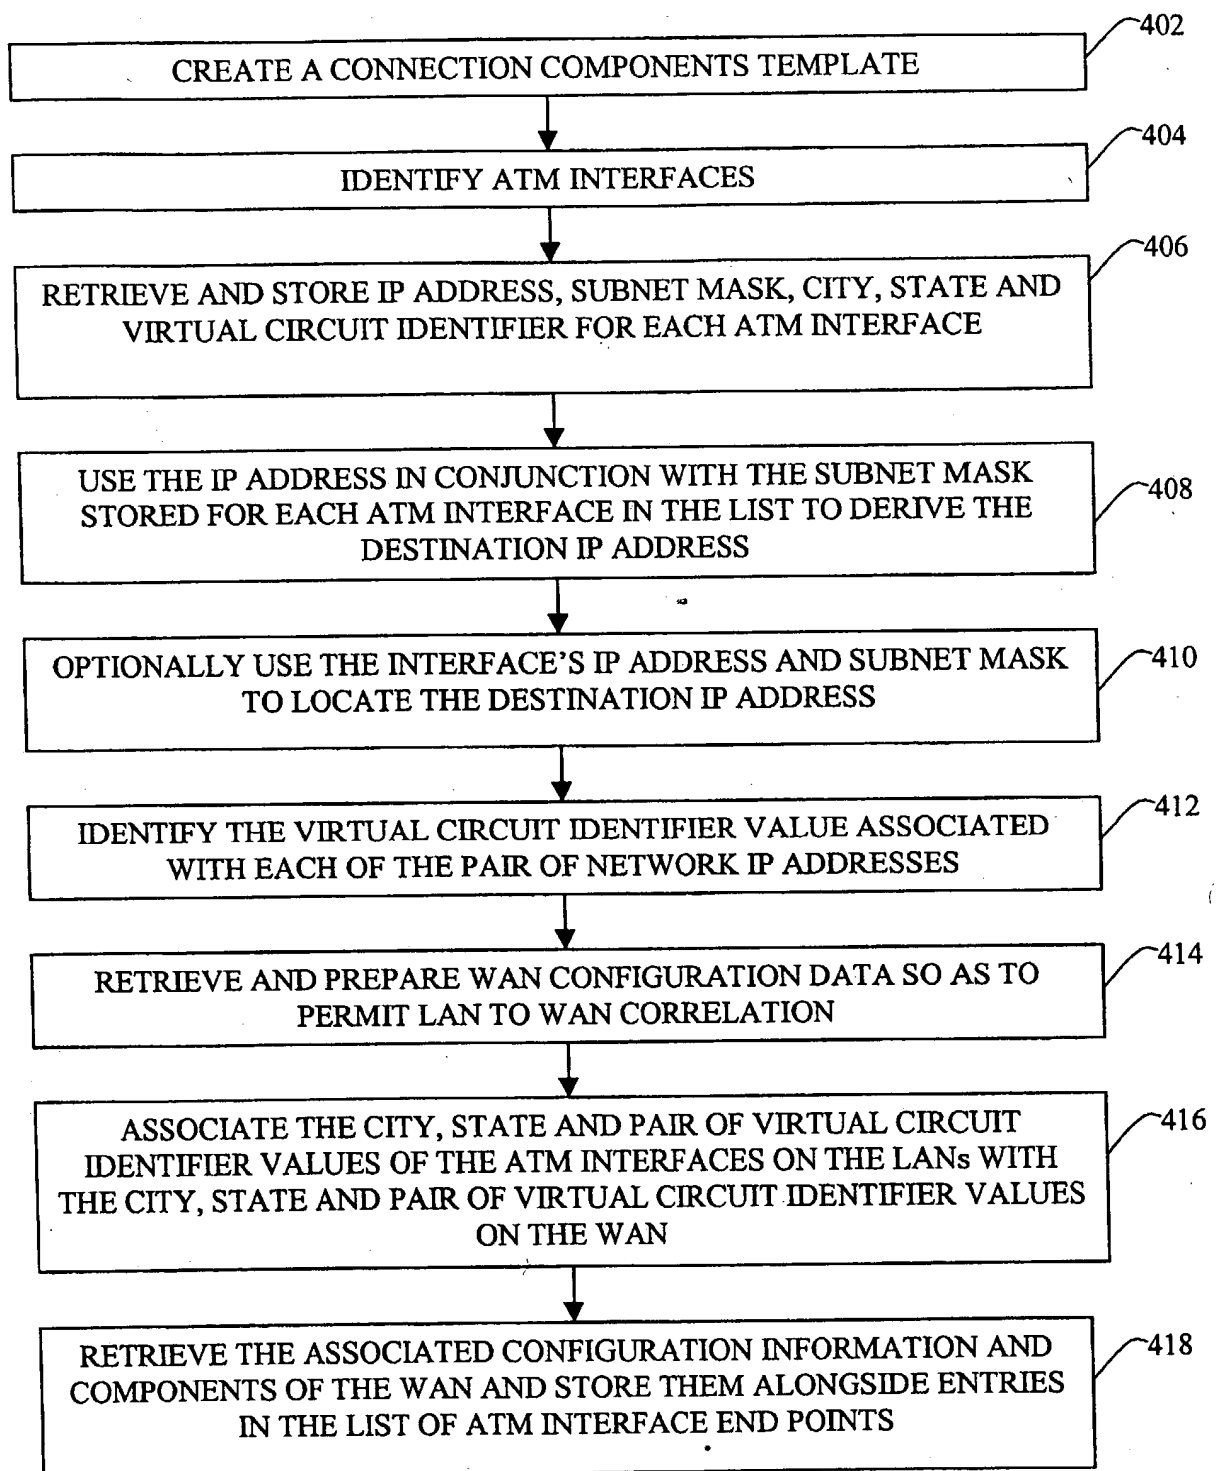 402
CREATE A CONNECTION COMPONENTS TEMPLATE
404
IDENTIFY ATM INTERFACES
406
RETRIEVE AND STORE IP ADDRESS, SUBNET MASK, CITY, STATE AND
VIRTUAL CIRCUIT IDENTIFIER FOR EACH ATM INTERFACE
USE THE IP ADDRESS IN CONJUNCTION WITH THE SUBNET MASK
408
STORED FOR EACH ATM INTERFACE IN THE LIST TO DERIVE THE
DESTINATION IP ADDRESS
OPTIONALLY USE THE INTERFACE'S IP ADDRESS AND SUBNET MASK
410
TO LOCATE THE DESTINATION IP ADDRESS
412
IDENTIFY THE VIRTUAL CIRCUIT IDENTIFIER VALUE ASSOCIATED
WITH EACH OF THE PAIR OF NETWORK IP ADDRESSES
414
RETRIEVE AND PREPARE WAN CONFIGURATION DATA SO AS TO
PERMIT LAN TO WAN CORRELATION
416
ASSOCIATE THE CITY, STATE AND PAIR OF VIRTUAL CIRCUIT
IDENTIFIER VALUES OF THE ATM INTERFACES ON THE LANs WITH
THE CITY, STATE AND PAIR OF VIRTUAL CIRCUIT IDENTIFIER VALUES
ON THE WAN
418
RETRIEVE THE ASSOCIATED CONFIGURATION INFORMATION AND
COMPONENTS OF THE WAN AND STORE THEM ALONGSIDE ENTRIES
IN THE LIST OF ATM INTERFACE END POINTS